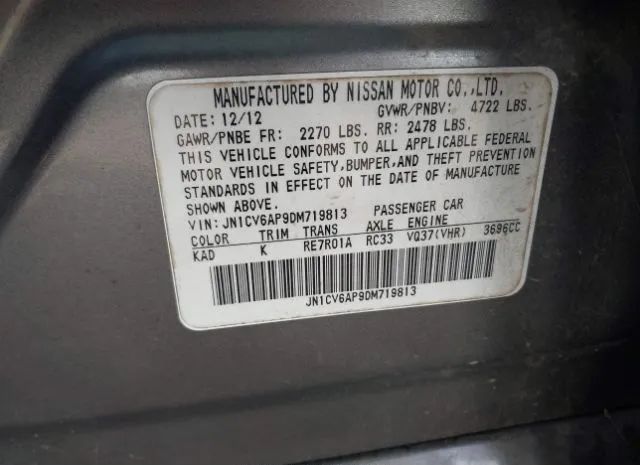 MANUFACTURED BY NISSAN MOTOR CO.,LTD.
DATE: 12/12 GVWR/PNBV: 4722 LBS.
GAWR/PNBE FR: 2270 LBS. RR: 2478 LBS.
THIS VEHICLE CONFORMS TO ALL APPLICABLE FEDERAL
MOTOR VEHICLE SAFETY,BUMPER,AND THEFT PREVENTION
STANDARDS IN EFFECT ON THE DATE OF MANUFACTURE
SHOWN ABOVE.
VIN: JN1CV6AP9DM719813 PASSENGER CAR
COLOR TRIM TRANS AXLE ENGINE
KAD K RE7R01A RC33 VQ37(VHR) 3696CC
JN1CV6AP9DM719813